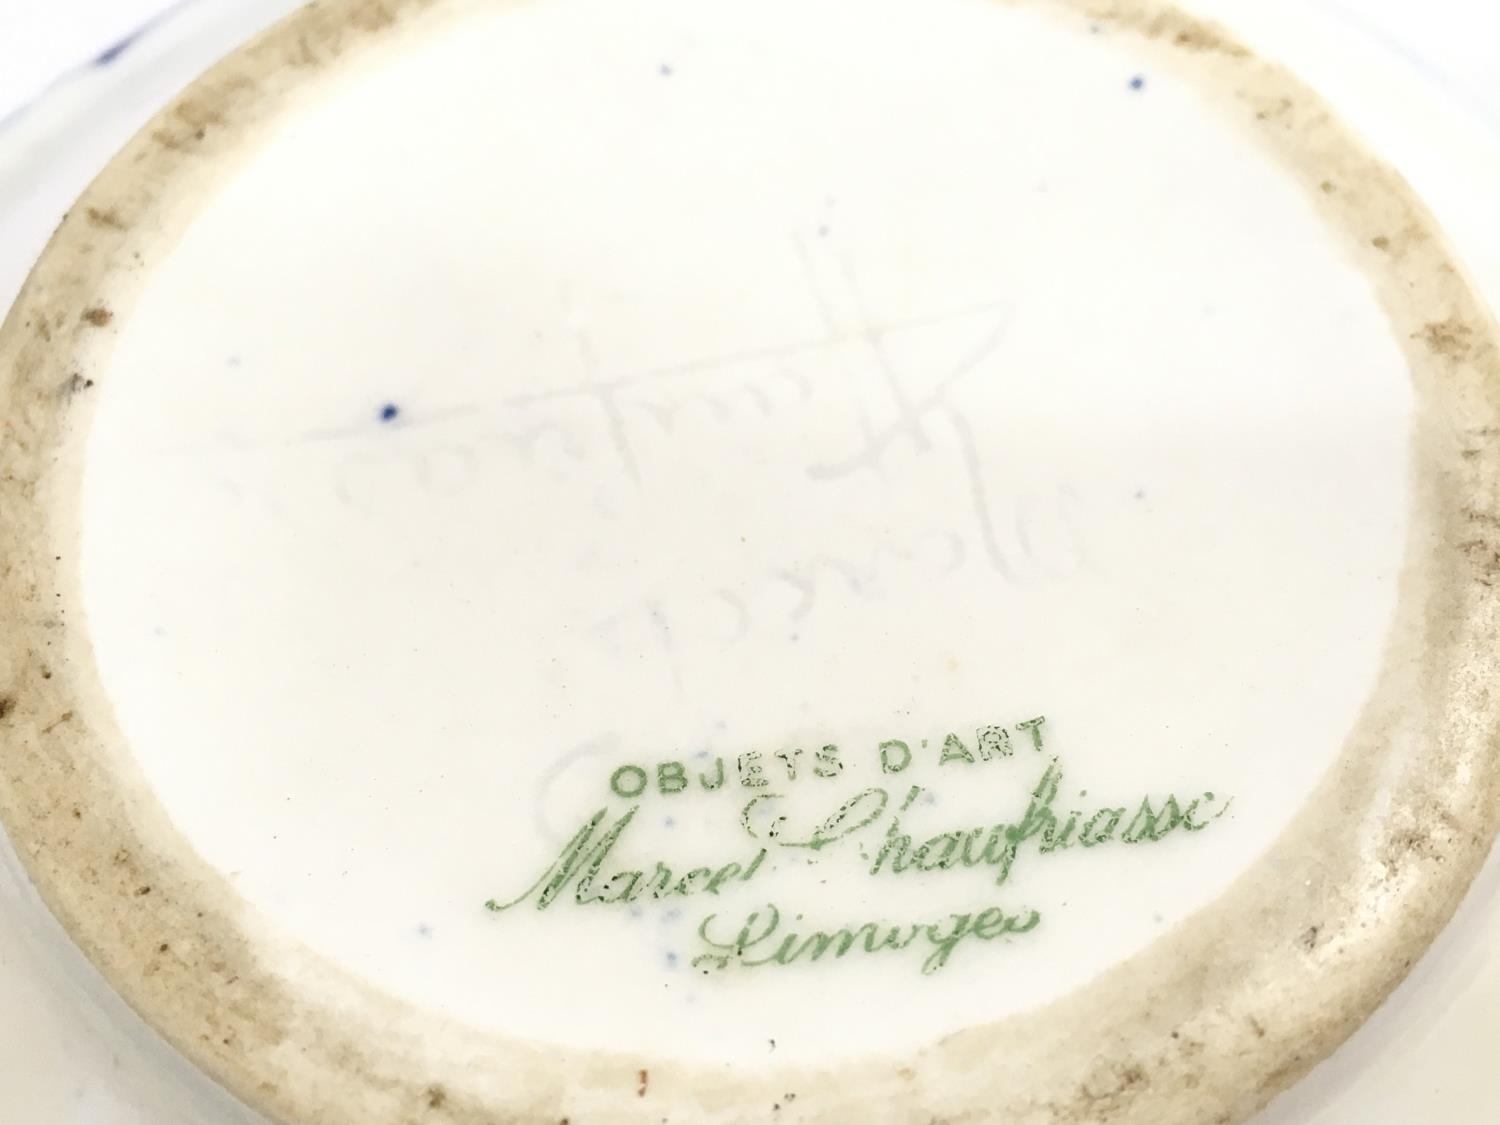 OBJETS D'ART
Marcel Chaufriasse
Limoges